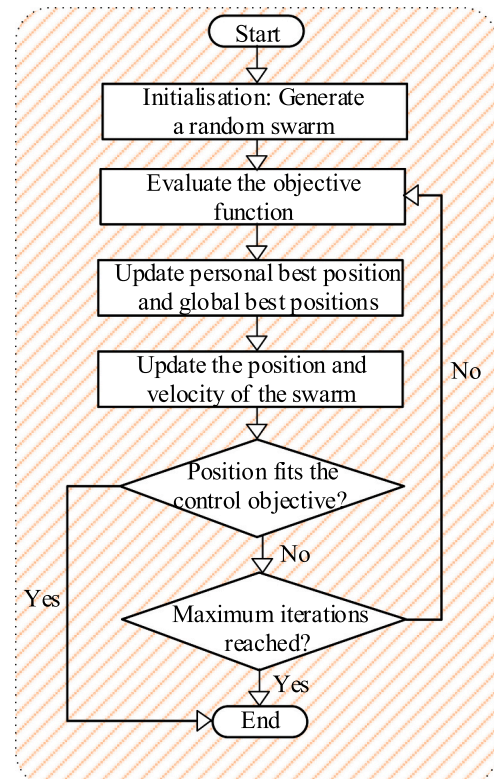 Start
Initialisation: Generate
a random swarm
Evaluate the objective
function
Update personal best position
and global best positions
Update the position and
velocity of the swarm
No
Position fits the
control objective?
No
Yes
Maximum iterations
reached?
Yes
End